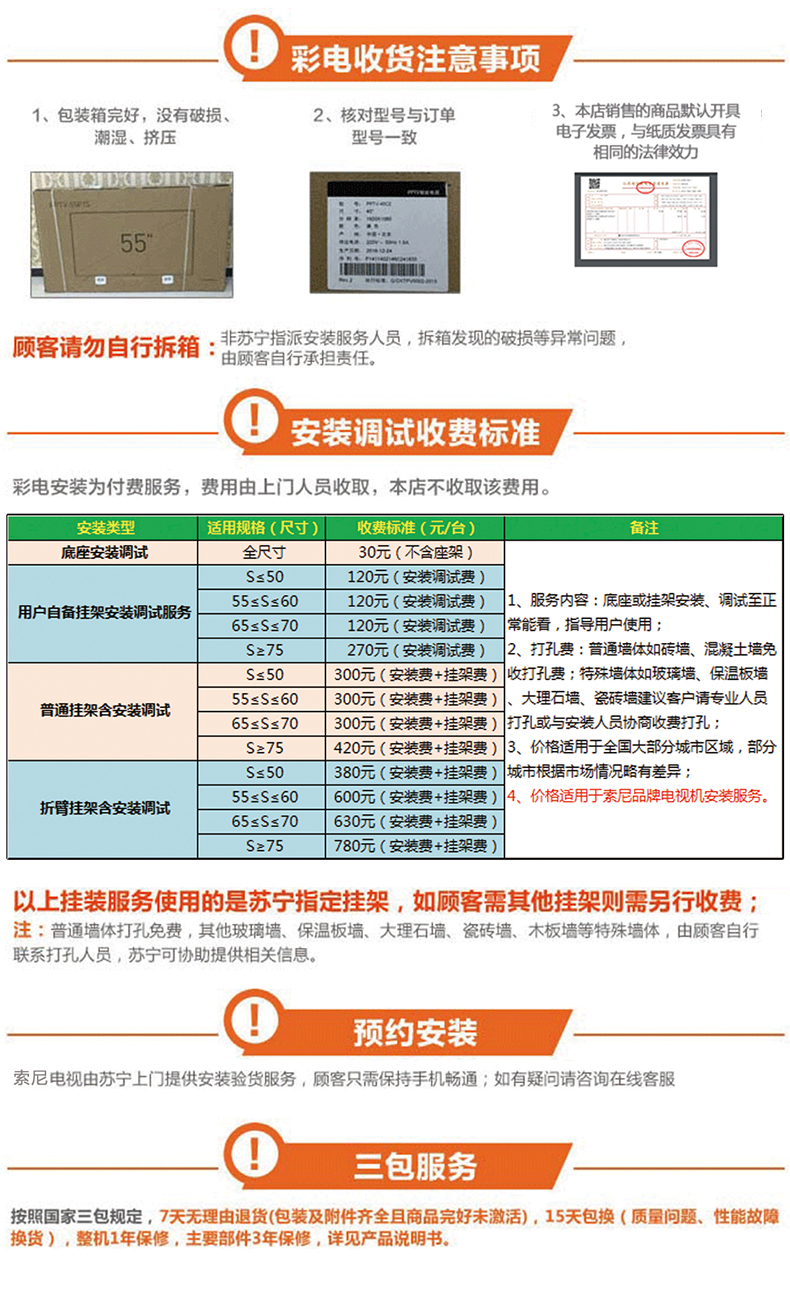 彩电收货注意事项
1、包装箱完好，没有破损、
潮湿、挤压
2、核对型号与订单
型号一致
3、本店销售的商品默认开具
电子发票，与纸质发票具有
相同的法律效力
55"
顾客请勿自行拆箱：
非苏宁指派安装服务人员，拆箱发现的破损等异常问题，
由顾客自行承担责任。
安装调试收费标准
彩电安装为付费服务，费用由上门人员收取，本店不收取该费用。
安装类型 适用规格（尺寸） 收费标准（元/台） 备注
底座安装调试 全尺寸 30元（不含座架）
用户自备挂架安装调试服务
S≤50 120元（安装调试费）
55≤S≤60 120元（安装调试费）
65≤S≤70 120元（安装调试费）
S≥75 270元（安装调试费）
普通挂架含安装调试
S≤50 300元（安装费+挂架费）
55≤S≤60 300元（安装费+挂架费）
65≤S≤70 300元（安装费+挂架费）
S≥75 420元（安装费+挂架费）
折臂挂架含安装调试
S≤50 380元（安装费+挂架费）
55≤S≤60 600元（安装费+挂架费）
65≤S≤70 630元（安装费+挂架费）
S≥75 780元（安装费+挂架费）
1、服务内容：底座或挂架安装、调试至正
常能看，指导用户使用；
2、打孔费：普通墙体如砖墙、混凝土墙免
收打孔费；特殊墙体如玻璃墙、保温板墙
、大理石墙、瓷砖墙建议客户请专业人员
打孔或与安装人员协商收费打孔；
3、价格适用于全国大部分城市区域，部分
城市根据市场情况略有差异；
4、价格适用于索尼品牌电视机安装服务。
以上挂装服务使用的是苏宁指定挂架，如顾客需其他挂架则需另行收费；
注：普通墙体打孔免费，其他玻璃墙、保温板墙、大理石墙、瓷砖墙、木板墙等特殊墙体，由顾客自行
联系打孔人员，苏宁可协助提供相关信息。
预约安装
索尼电视由苏宁上门提供安装验货服务，顾客只需保持手机畅通；如有疑问请咨询在线客服
三包服务
按照国家三包规定，7天无理由退货(包装及附件齐全且商品完好未激活)，15天包换（质量问题、性能故障
换货），整机1年保修，主要部件3年保修，详见产品说明书。